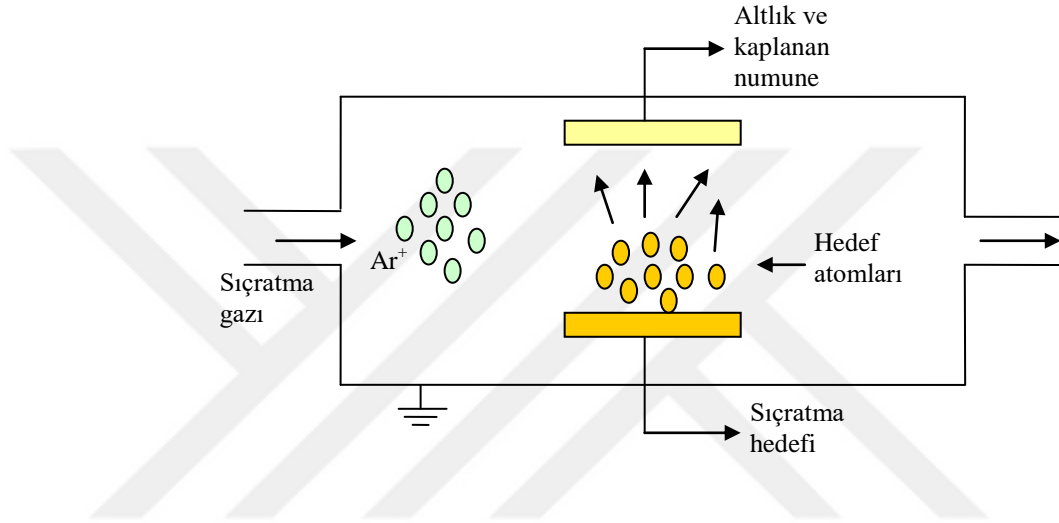 Altlık ve
kaplanan
numune
Ar⁺
Sıçratma
gazı
Hedef
atomları
Sıçratma
hedefi